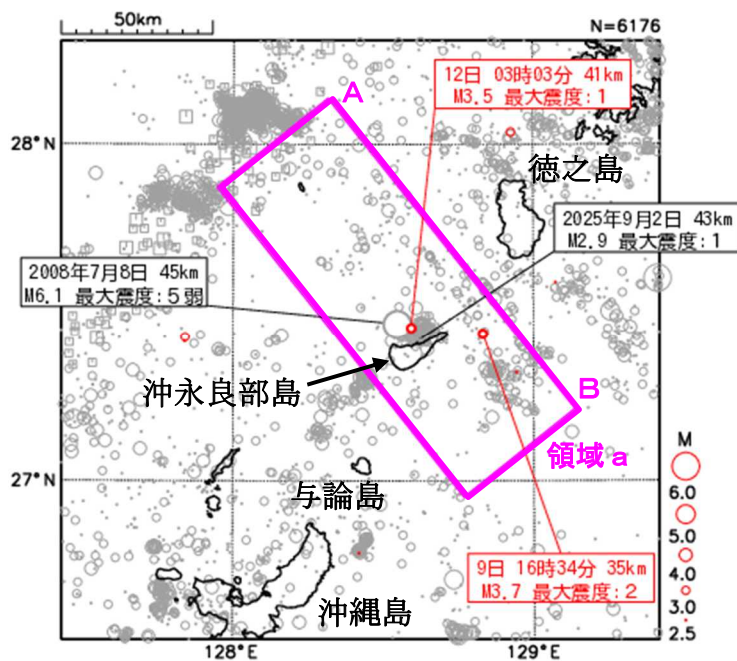 50km
N=6176
12日 03時03分 41km
M3.5 最大震度:1
A
28°N
徳之島
2025年9月2日 43km
M2.9 最大震度:1
2008年7月8日 45km
M6.1 最大震度:5弱
沖永良部島
B
領域a
M
27°N
与論島
6.0
5.0
4.0
3.0
2.5
9日 16時34分 35km
M3.7 最大震度:2
沖縄島
128°E
129°E